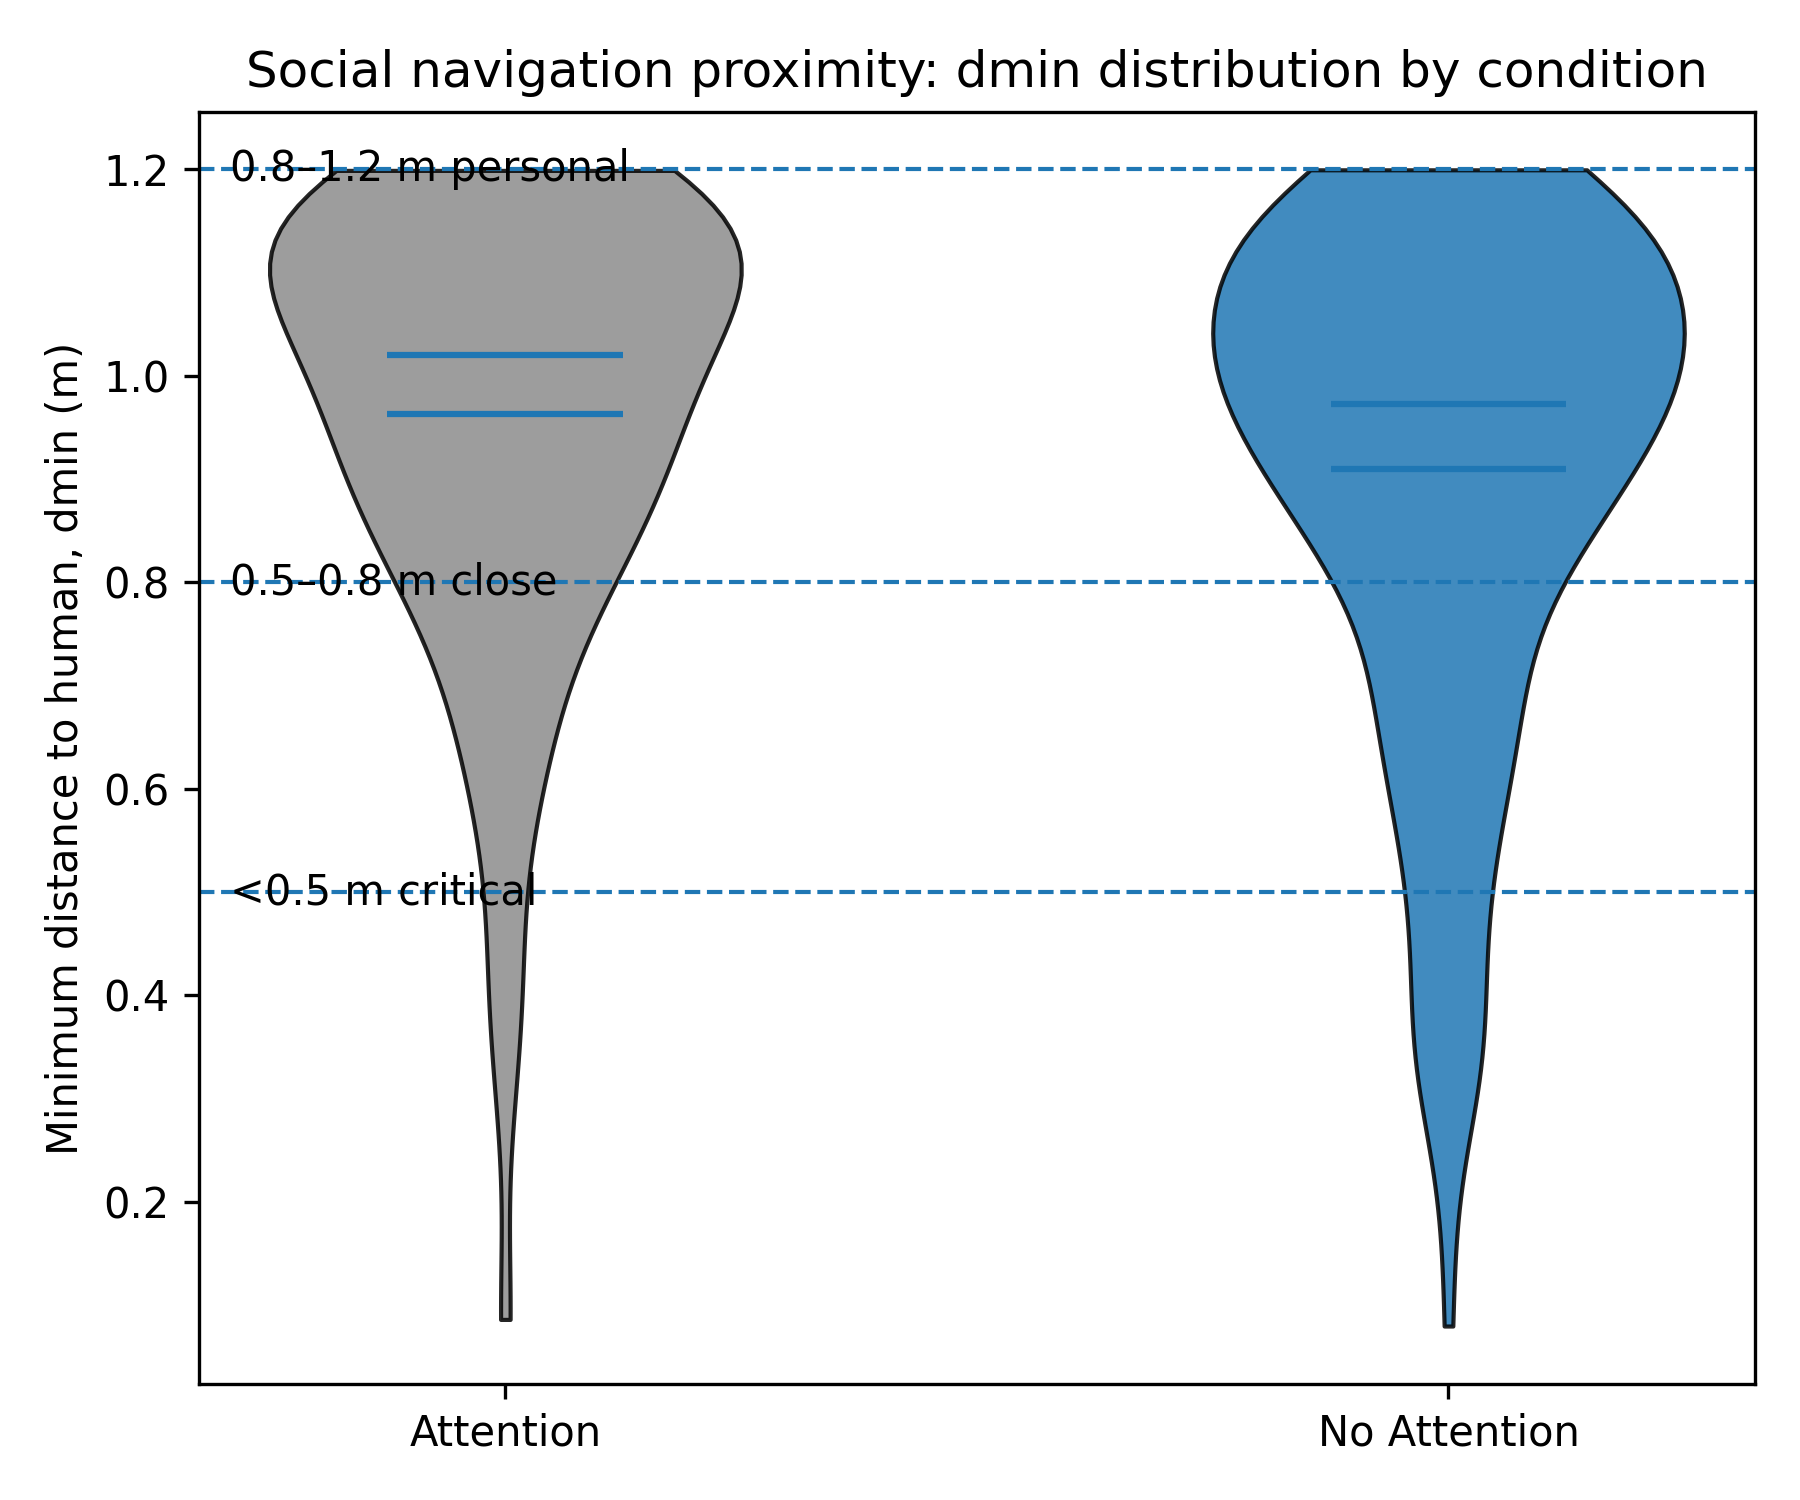 Social navigation proximity: dmin distribution by condition
Minimum distance to human, dmin (m)
1.2
1.0
0.8
0.6
0.4
0.2
0.8–1.2 m personal
0.5–0.8 m close
<0.5 m critical
Attention
No Attention